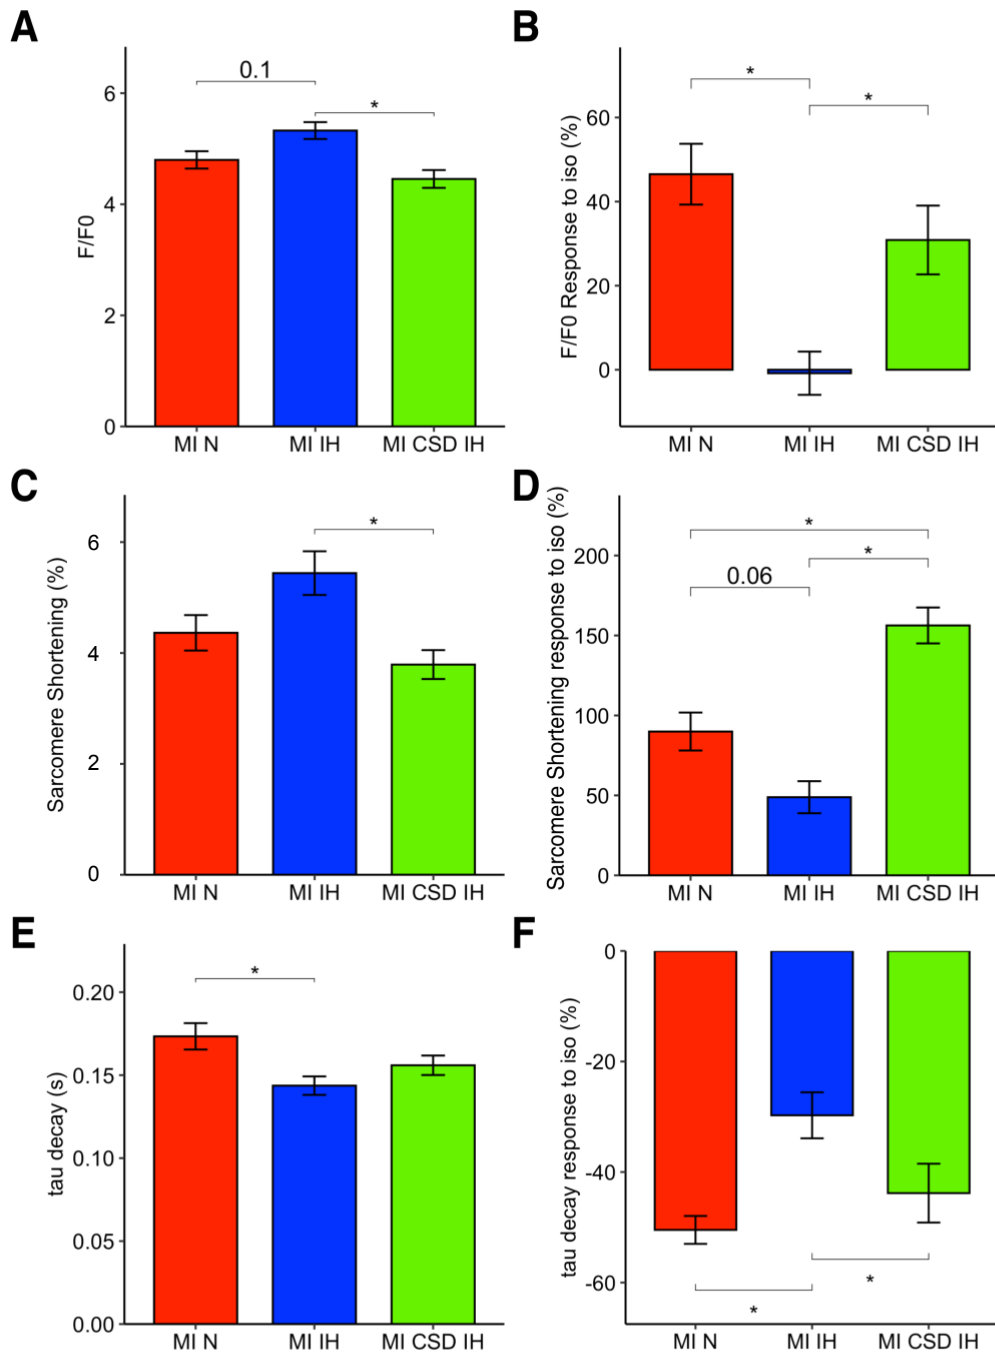 A
F/F0
6
4
2
0
0.1
*
MI N
MI IH
MI CSD IH
B
F/F0 Response to iso (%)
60
40
20
0
*
*
MI N
MI IH
MI CSD IH
C
Sarcomere Shortening (%)
6
4
2
0
*
MI N
MI IH
MI CSD IH
D
Sarcomere Shortening response to iso (%)
200
150
100
50
0
*
*
0.06
MI N
MI IH
MI CSD IH
E
tau decay (s)
0.20
0.15
0.10
0.05
0.00
*
MI N
MI IH
MI CSD IH
F
tau decay response to iso (%)
0
-20
-40
-60
*
*
MI N
MI IH
MI CSD IH